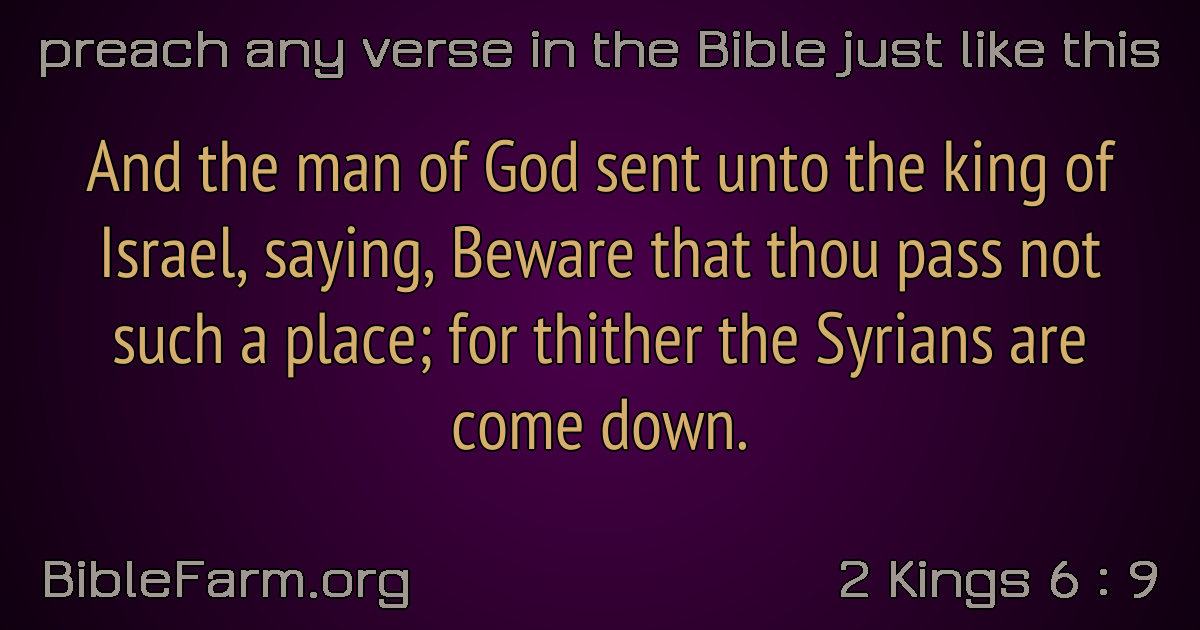 preach any verse in the Bible just like this
And the man of God sent unto the king of
Israel, saying, Beware that thou pass not
such a place; for thither the Syrians are
come down.
BibleFarm.org
2 Kings 6 : 9